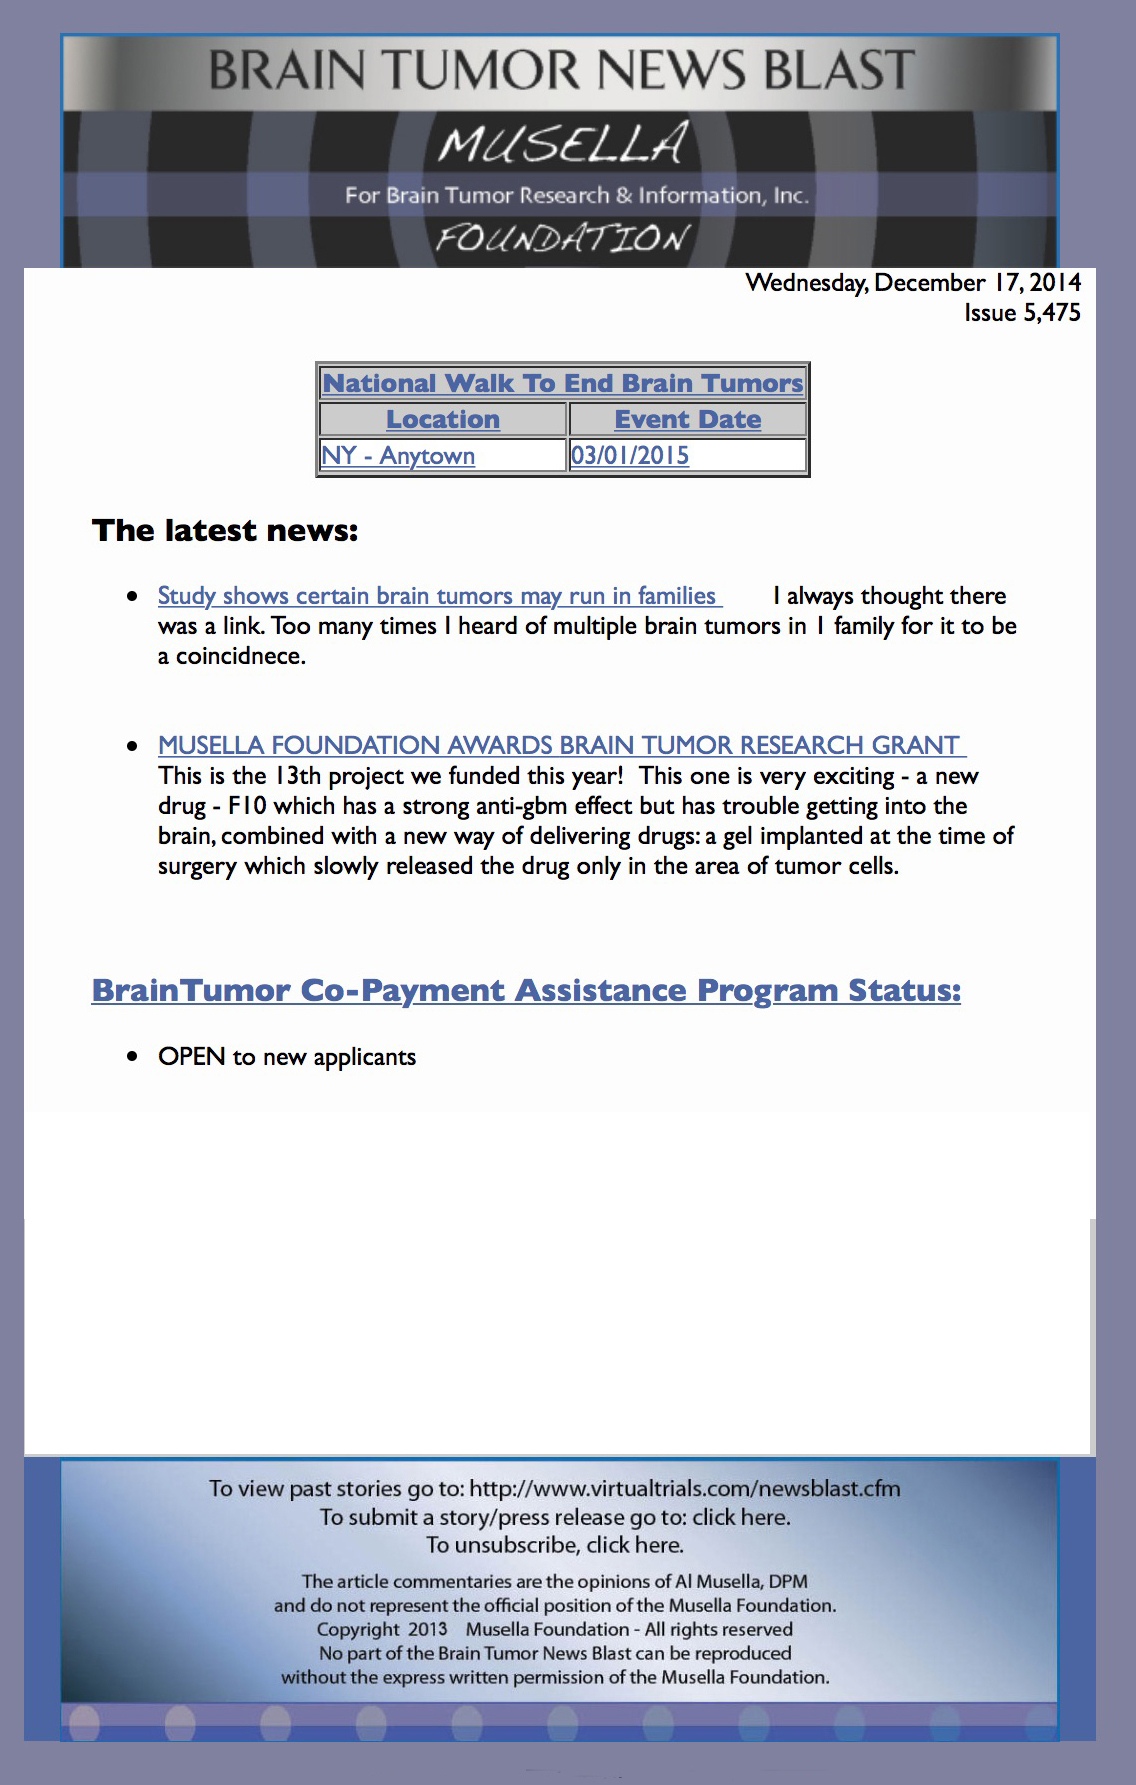 BRAIN TUMOR NEWS BLAST
MUSELLA
For Brain Tumor Research & Information, Inc.
FOUNDATION
Wednesday, December 17, 2014
Issue 5,475
National Walk To End Brain Tumors
Location Event Date
NY - Anytown 03/01/2015
The latest news:
• Study shows certain brain tumors may run in families I always thought there
was a link. Too many times I heard of multiple brain tumors in 1 family for it to be
a coincidnece.
• MUSELLA FOUNDATION AWARDS BRAIN TUMOR RESEARCH GRANT
This is the 13th project we funded this year! This one is very exciting - a new
drug - F10 which has a strong anti-gbm effect but has trouble getting into the
brain, combined with a new way of delivering drugs: a gel implanted at the time of
surgery which slowly released the drug only in the area of tumor cells.
BrainTumor Co-Payment Assistance Program Status:
• OPEN to new applicants
To view past stories go to: http://www.virtualtrials.com/newsblast.cfm
To submit a story/press release go to: click here.
To unsubscribe, click here.
The article commentaries are the opinions of Al Musella, DPM
and do not represent the official position of the Musella Foundation.
Copyright 2013 Musella Foundation - All rights reserved
No part of the Brain Tumor News Blast can be reproduced
without the express written permission of the Musella Foundation.